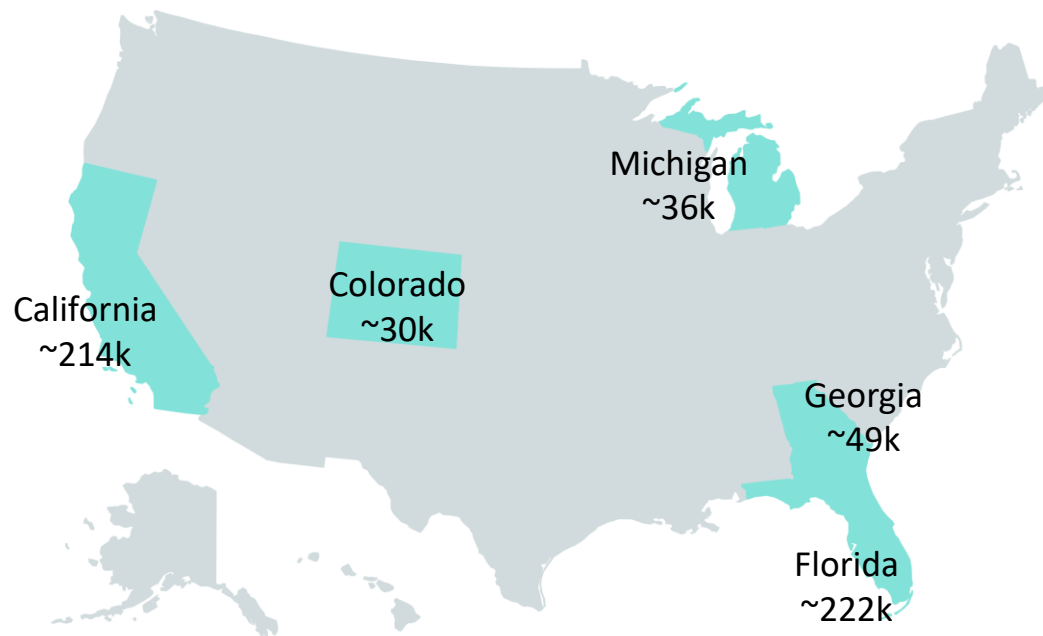 Michigan
~36k
Colorado
~30k
California
~214k
Georgia
~49k
Florida
~222k